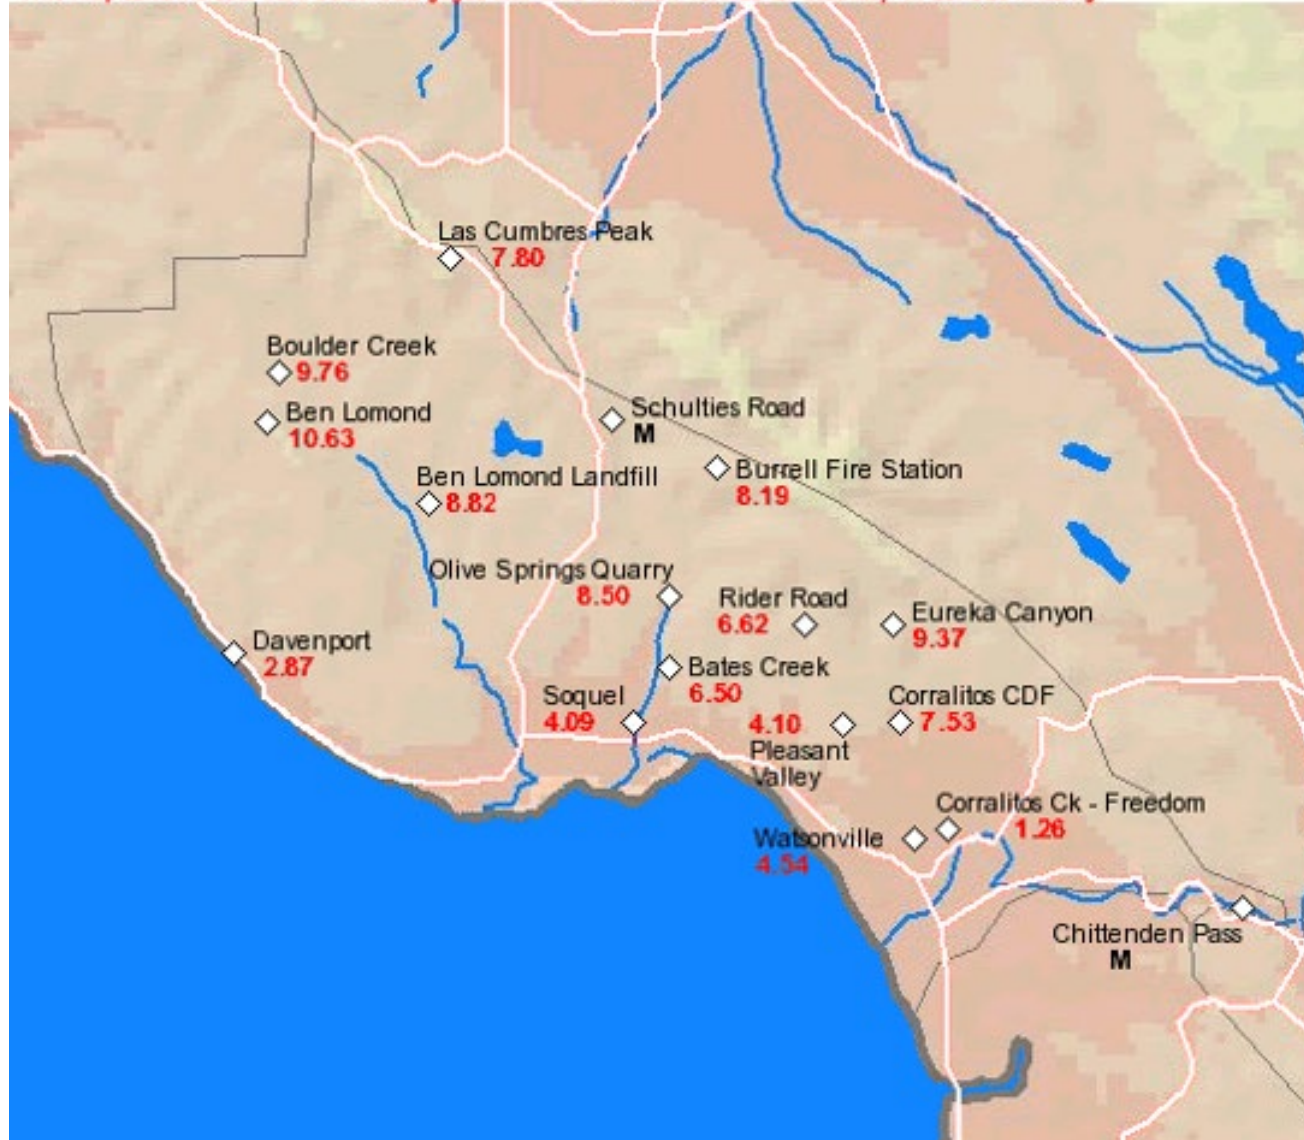 Las Cumbres Peak
7.80
Boulder Creek
9.76
Ben Lomond
10.63
Schulties Road
M
Ben Lomond Landfill
8.82
Burrell Fire Station
8.19
Olive Springs Quarry
8.50
Rider Road
6.62
Eureka Canyon
9.37
Davenport
2.87
Bates Creek
6.50
Soquel
4.09
Corralitos CDF
7.53
4.10
Pleasant
Valley
Corralitos Ck - Freedom
1.26
Watsonville
4.54
Chittenden Pass
M